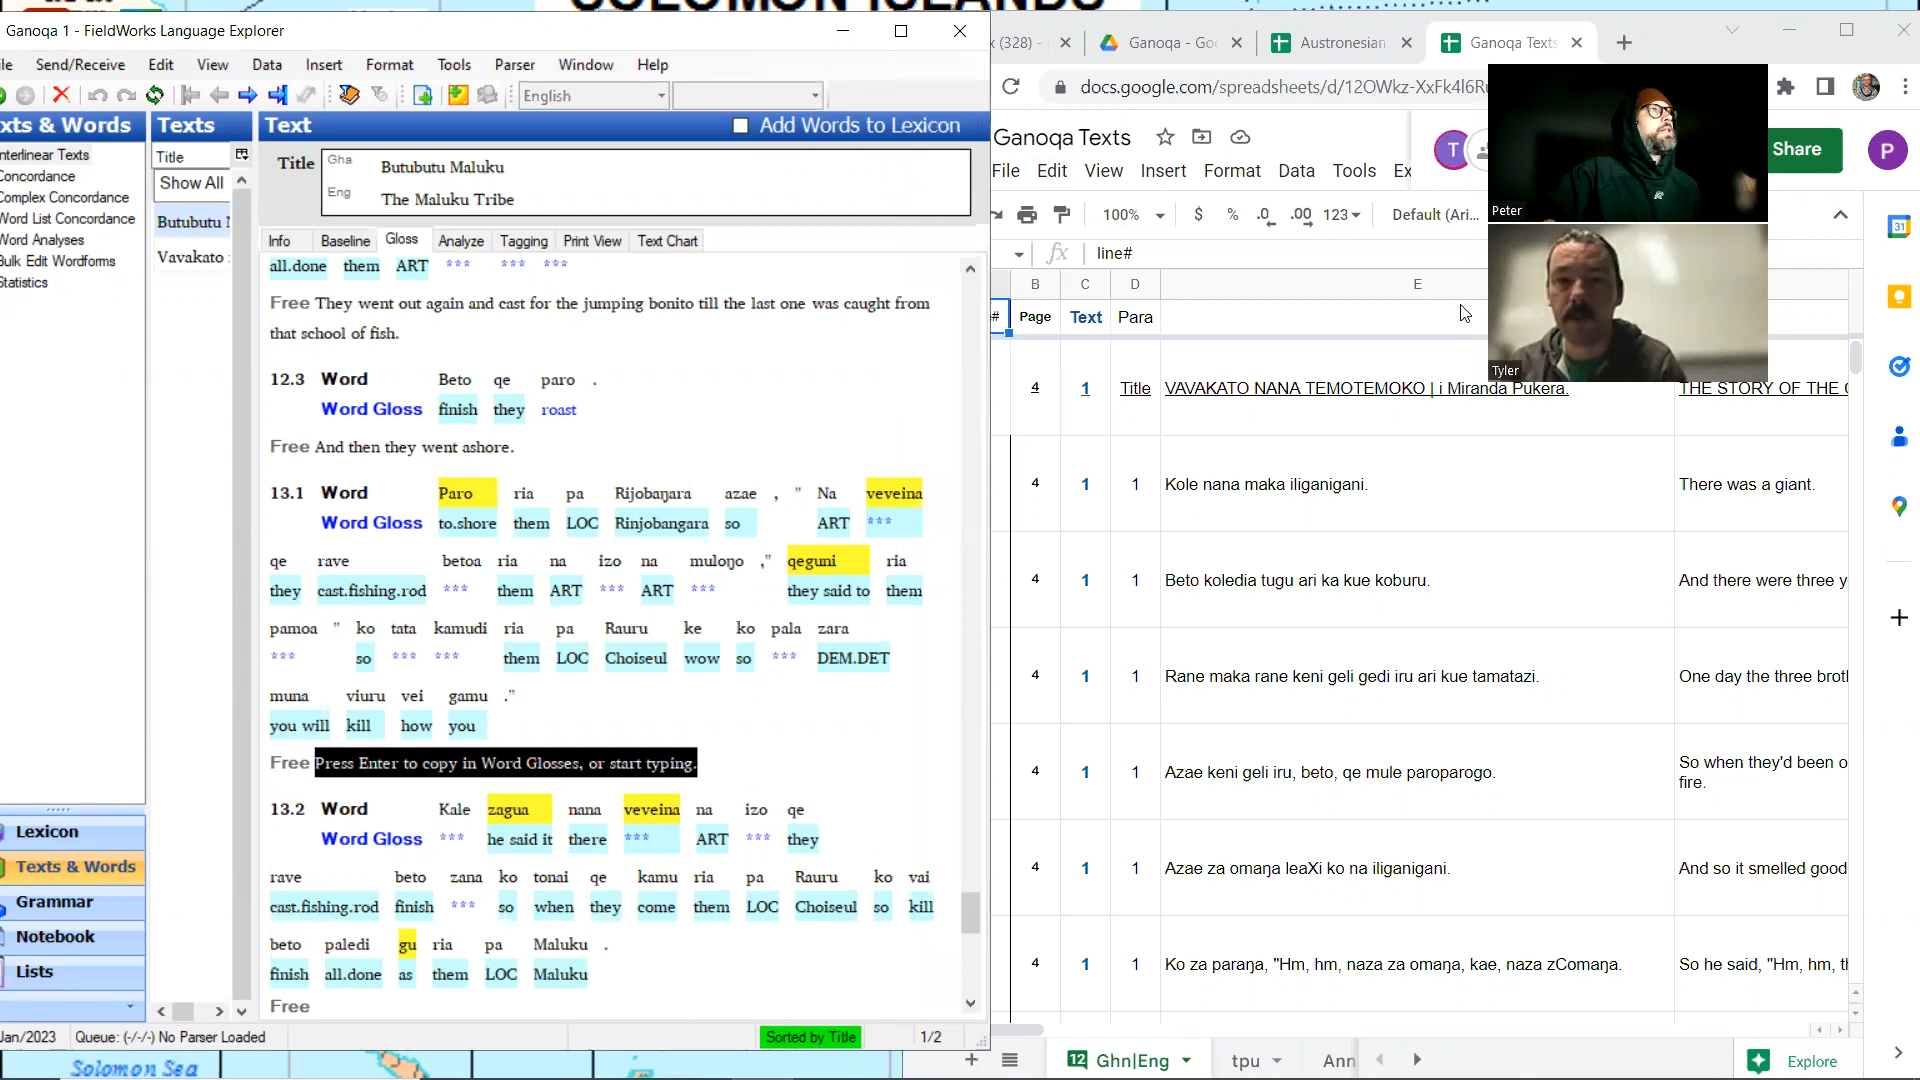 SOLOMON ISLANDS
Ganoqa 1 - FieldWorks Language Explorer
Send/Receive Edit View Data Insert Format Tools Parser Window Help
English
Texts
Text
Add Words to Lexicon
Title
Show All
Butubutu
Vavakato
Complex Concordance
Word List Concordance
Word Analyses
Bulk Edit Wordforms
Statistics
Lexicon
Texts & Words
Grammar
Notebook
Lists
Title Gha Butubutu Maluku
Eng The Maluku Tribe
Info Baseline Gloss Analyze Tagging Print View Text Chart
all.done them ART *** *** ***
Free They went out again and cast for the jumping bonito till the last one was caught from
that school of fish.
12.3 Word Beto qe paro .
Word Gloss finish they roast
Free And then they went ashore.
13.1 Word Paro ria pa Rijobaŋara azae , " Na veveina
Word Gloss to.shore them LOC Rinjobangara so ART ***
qe rave betoa ria na izo na muloŋo ," qeguni ria
they cast.fishing.rod *** them ART *** ART *** they said to them
pamoa " ko tata kamudi ria pa Rauru ke ko pala zara
*** so *** *** them LOC Choiseul wow so *** DEM.DET
muna viuru vei gamu ."
you will kill how you
Free Press Enter to copy in Word Glosses, or start typing.
13.2 Word Kale zagua nana veveina na izo qe
Word Gloss *** he said it there *** ART *** they
rave beto zana ko tonai qe kamu ria pa Rauru ko vai
cast.fishing.rod finish *** so when they come them LOC Choiseul so kill
beto paledi gu ria pa Maluku .
finish all.done as them LOC Maluku
Free
Jan/2023 Queue: (-/-/-) No Parser Loaded Sorted by Title 1/2
Solomon Sea
(328) - Ganoqa - Goo Austronesian Ganoqa Texts
docs.google.com/spreadsheets/d/12OWkz-XxFk4l6R
Ganoqa Texts
T
Share
P
File Edit View Insert Format Data Tools Ex
100% $ % .0 .00 123 Default (Ari...
fx line#
B C D E
# Page Text Para
4 1 Title VAVAKATO NANA TEMOTEMOKO | i Miranda Pukera. THE STORY OF THE
4 1 1 Kole nana maka iliganigani. There was a giant.
4 1 1 Beto koledia tugu ari ka kue koburu. And there were three y
4 1 1 Rane maka rane keni geli gedi iru ari kue tamatazi. One day the three brot
4 1 1 Azae keni geli iru, beto, qe mule paroparogo. So when they'd been o
fire.
4 1 1 Azae za omaŋa leaXi ko na iliganigani. And so it smelled good
4 1 1 Ko za paraŋa, "Hm, hm, naza za omaŋa, kae, naza zComaŋa. So he said, "Hm, hm, t
12 Ghn|Eng tpu Ann
Explore
Peter
Tyler
31